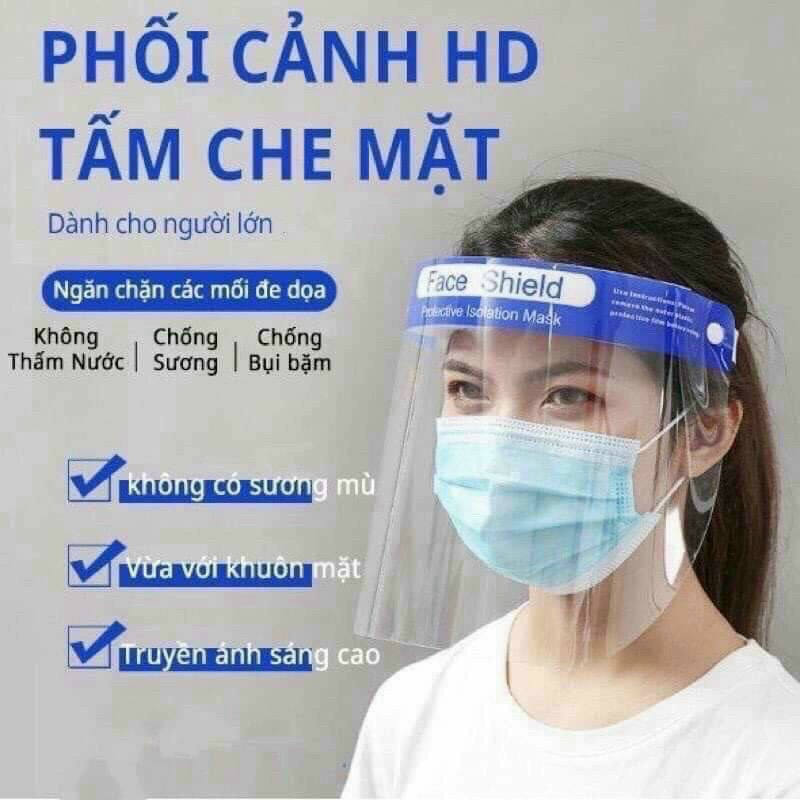 PHỐI CẢNH HD
TẤM CHE MẶT
Dành cho người lớn
Ngăn chặn các mối đe dọa
Không
Thấm Nước
Chống
Sương
Chống
Bụi bặm
không có sương mù
Vừa với khuôn mặt
Truyền ánh sáng cao
Face Shield
Protective Isolation Mask